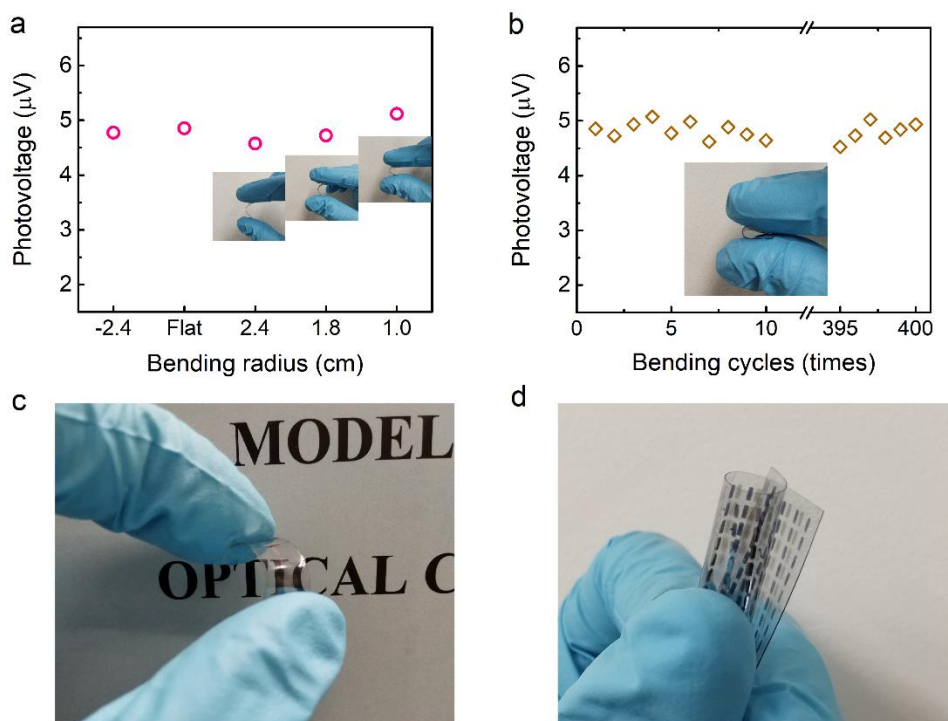 a
Photovoltage (μV)
6
5
4
3
2
-2.4 Flat 2.4 1.8 1.0
Bending radius (cm)
b
Photovoltage (μV)
6
5
4
3
2
0 5 10 395 400
Bending cycles (times)
c
MODEL
OPTICAL C
d